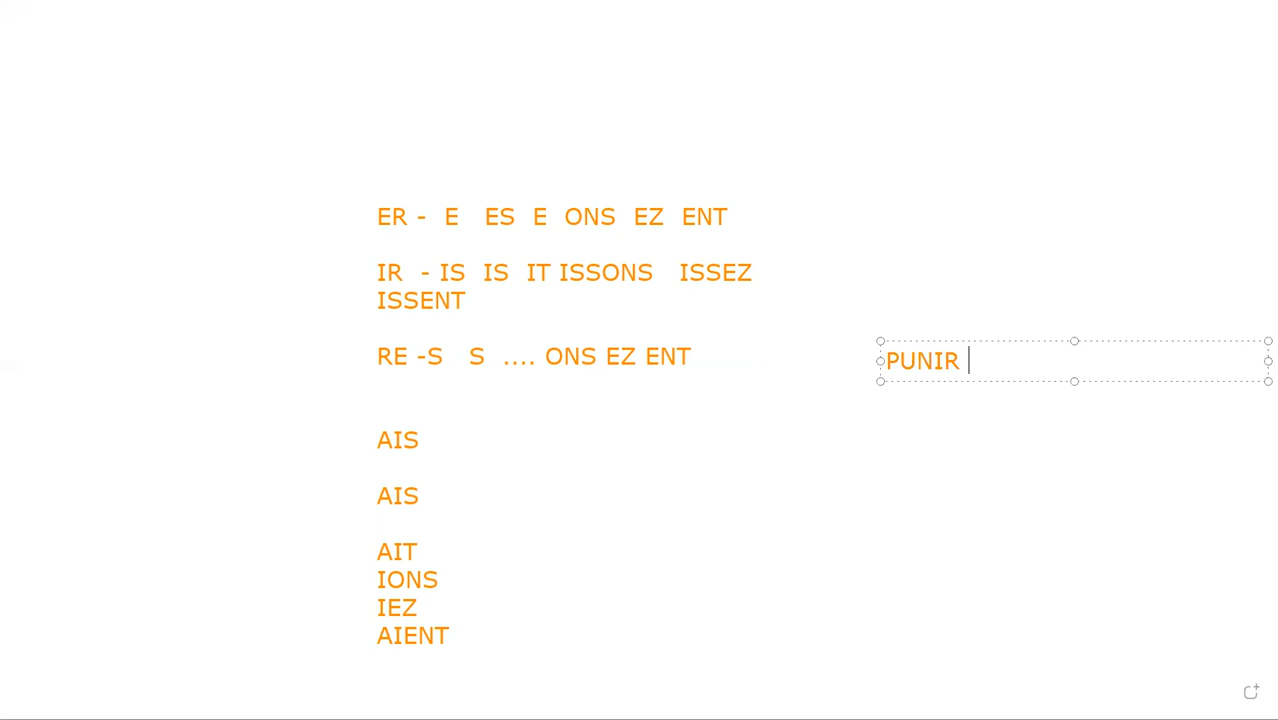 ER - E ES E ONS EZ ENT
IR - IS IS IT ISSONS ISSEZ
ISSENT
RE -S S .... ONS EZ ENT
PUNIR
AIS
AIS
AIT
IONS
IEZ
AIENT